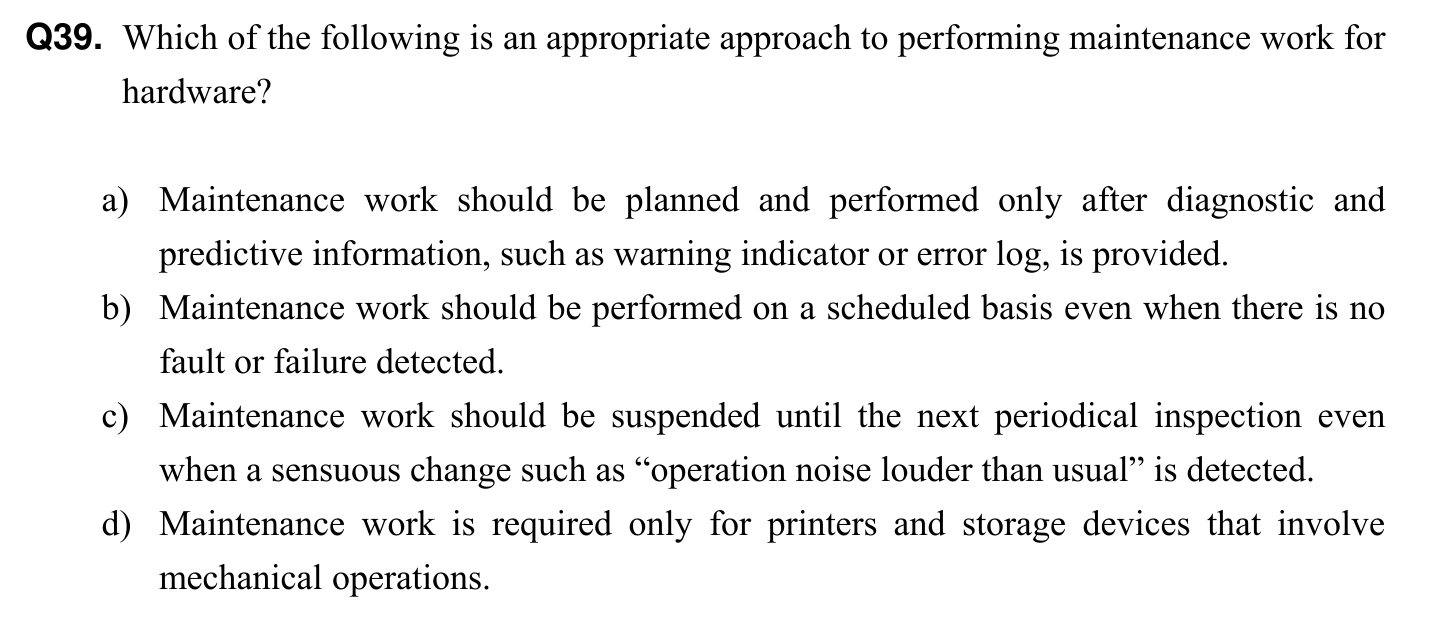 Q39. Which of the following is an appropriate approach to performing maintenance work for
hardware?
a) Maintenance work should be planned and performed only after diagnostic and
predictive information, such as warning indicator or error log, is provided.
b) Maintenance work should be performed on a scheduled basis even when there is no
fault or failure detected.
c) Maintenance work should be suspended until the next periodical inspection even
when a sensuous change such as “operation noise louder than usual” is detected.
d) Maintenance work is required only for printers and storage devices that involve
mechanical operations.